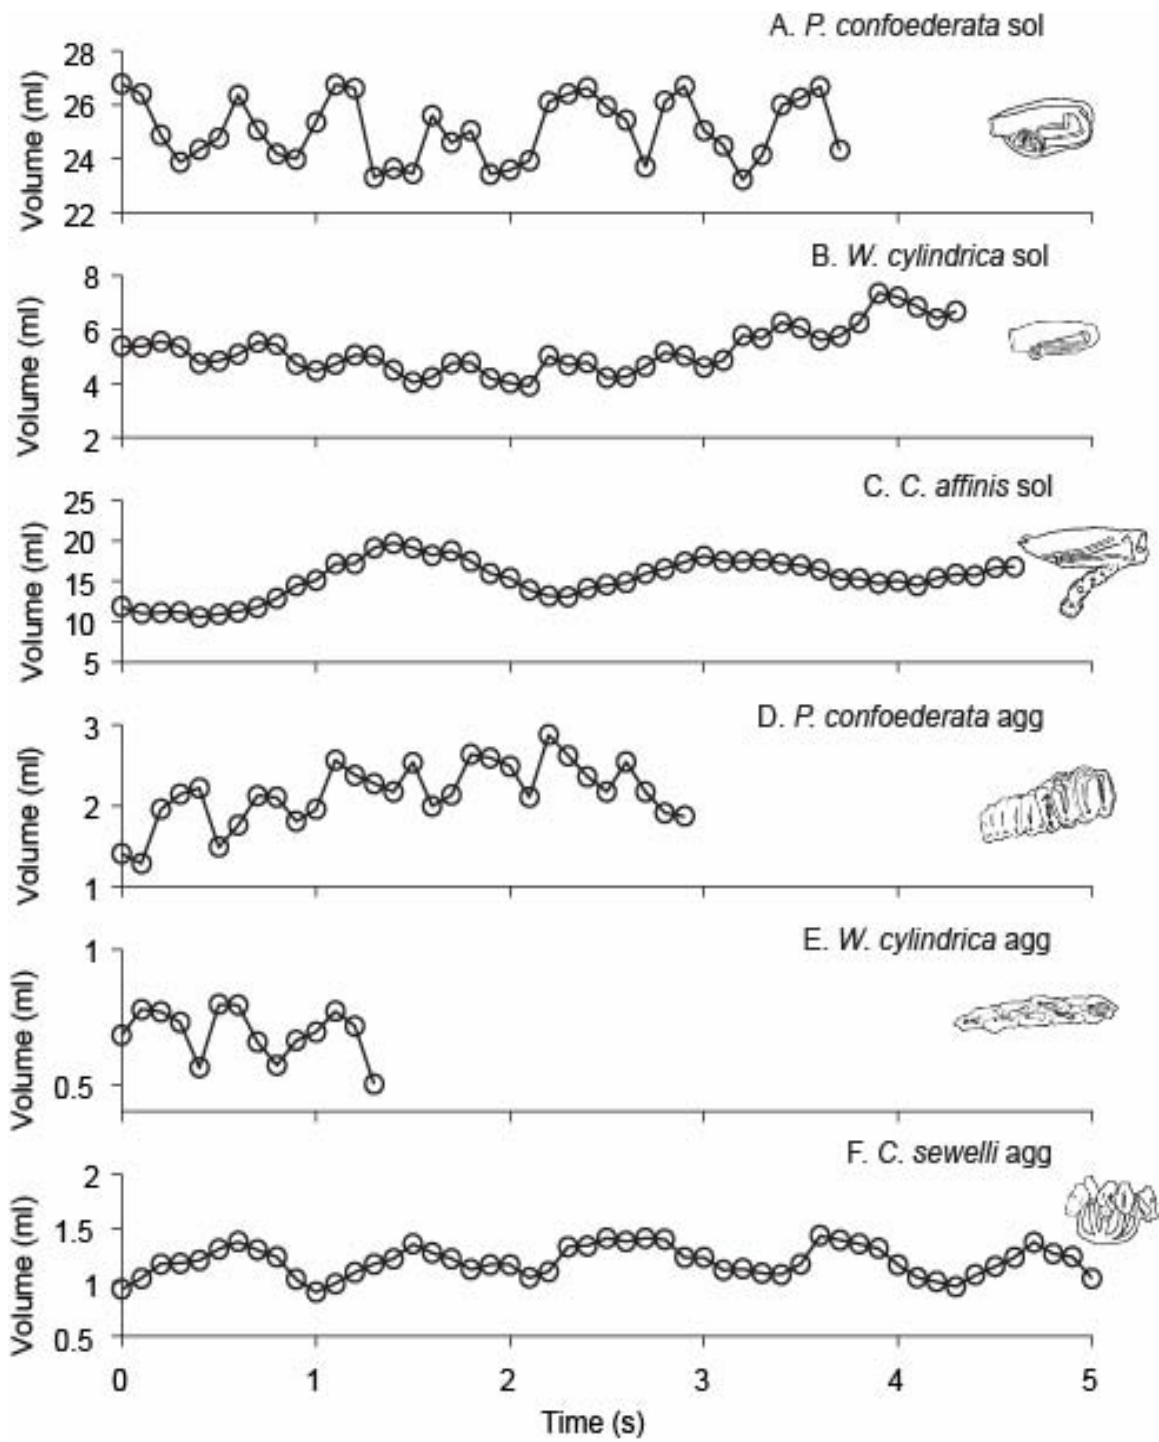 A. P. confoederata sol
Volume (ml)
28
26
24
22
B. W. cylindrica sol
Volume (ml)
8
6
4
2
C. C. affinis sol
Volume (ml)
25
20
15
10
5
D. P. confoederata agg
Volume (ml)
3
2
1
E. W. cylindrica agg
Volume (ml)
1
0.5
F. C. sewelli agg
Volume (ml)
2
1.5
1
0.5
0 1 2 3 4 5
Time (s)